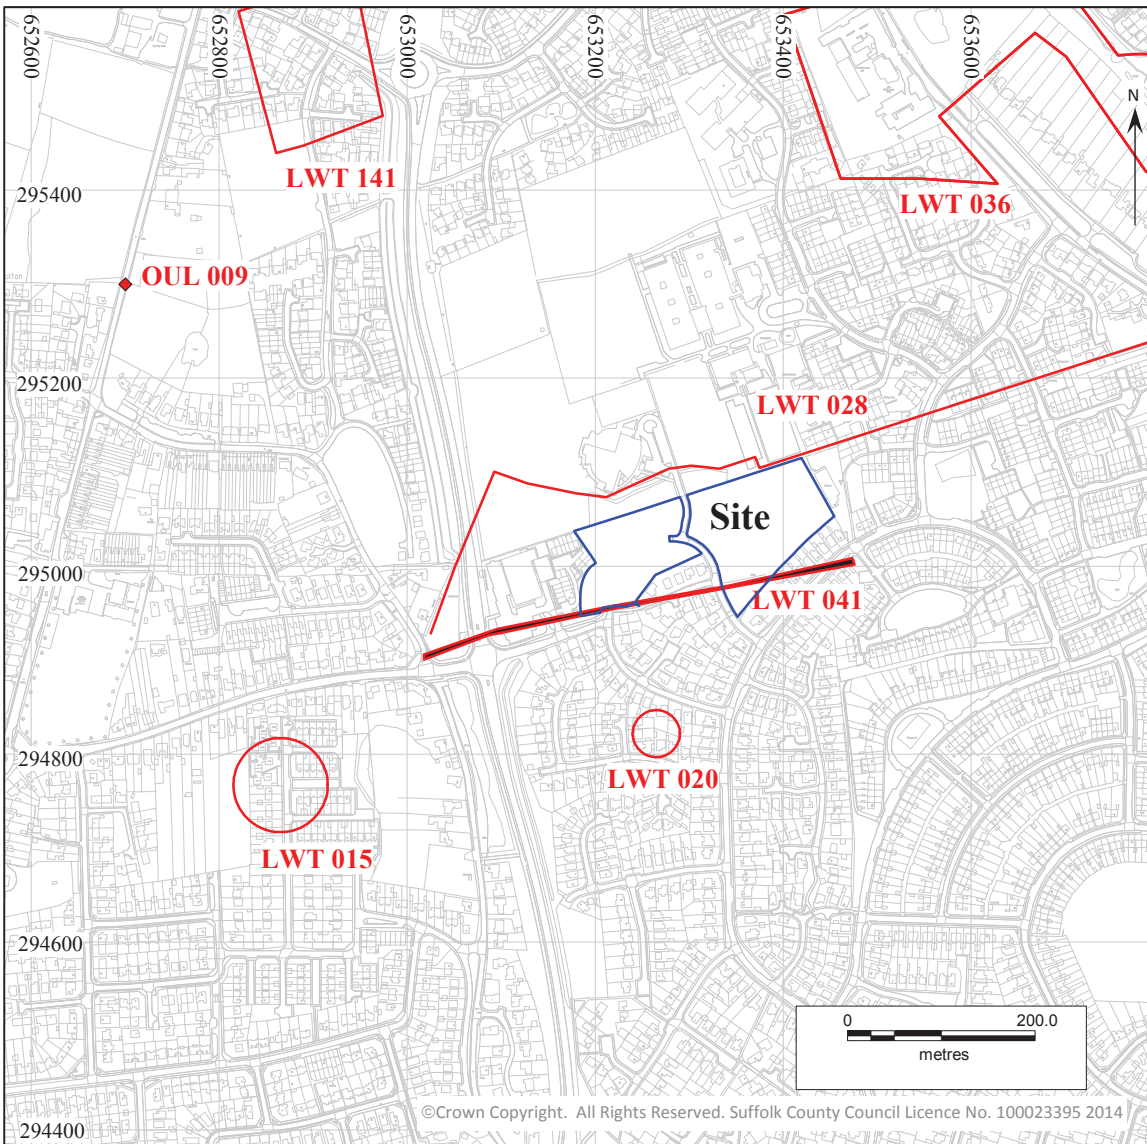 652600
652800
653000
653200
653400
653600
N
LWT 141
295400
LWT 036
OUL 009
295200
LWT 028
Site
295000
LWT 041
294800
LWT 020
LWT 015
294600
0 200.0
metres
©Crown Copyright. All Rights Reserved. Suffolk County Council Licence No. 100023395 2014
294400